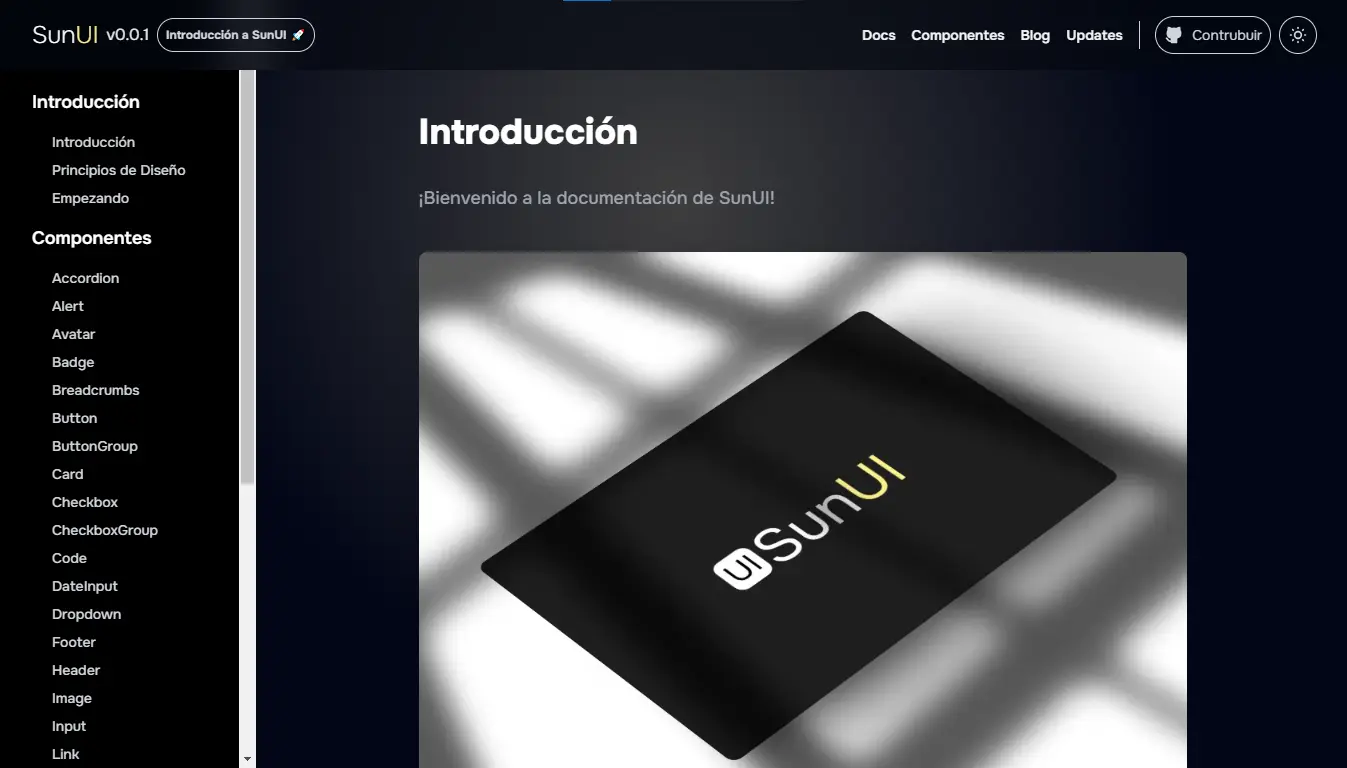 SunUI v0.0.1 Introducción a SunUI 🚀 Docs Componentes Blog Updates Contrubuir
Introducción
Introducción
Principios de Diseño
Empezando
Componentes
Accordion
Alert
Avatar
Badge
Breadcrumbs
Button
ButtonGroup
Card
Checkbox
CheckboxGroup
Code
DateInput
Dropdown
Footer
Header
Image
Input
Link
Introducción
¡Bienvenido a la documentación de SunUI!
UI SunUI